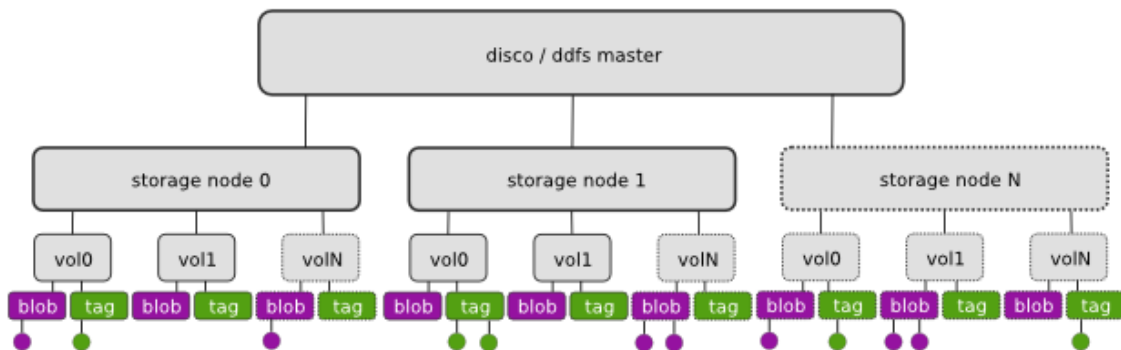 disco / ddfs master
storage node 0 storage node 1 storage node N
vol0 vol1 volN vol0 vol1 volN vol0 vol1 volN
blob tag blob tag blob tag blob tag blob tag blob tag blob tag blob tag blob tag